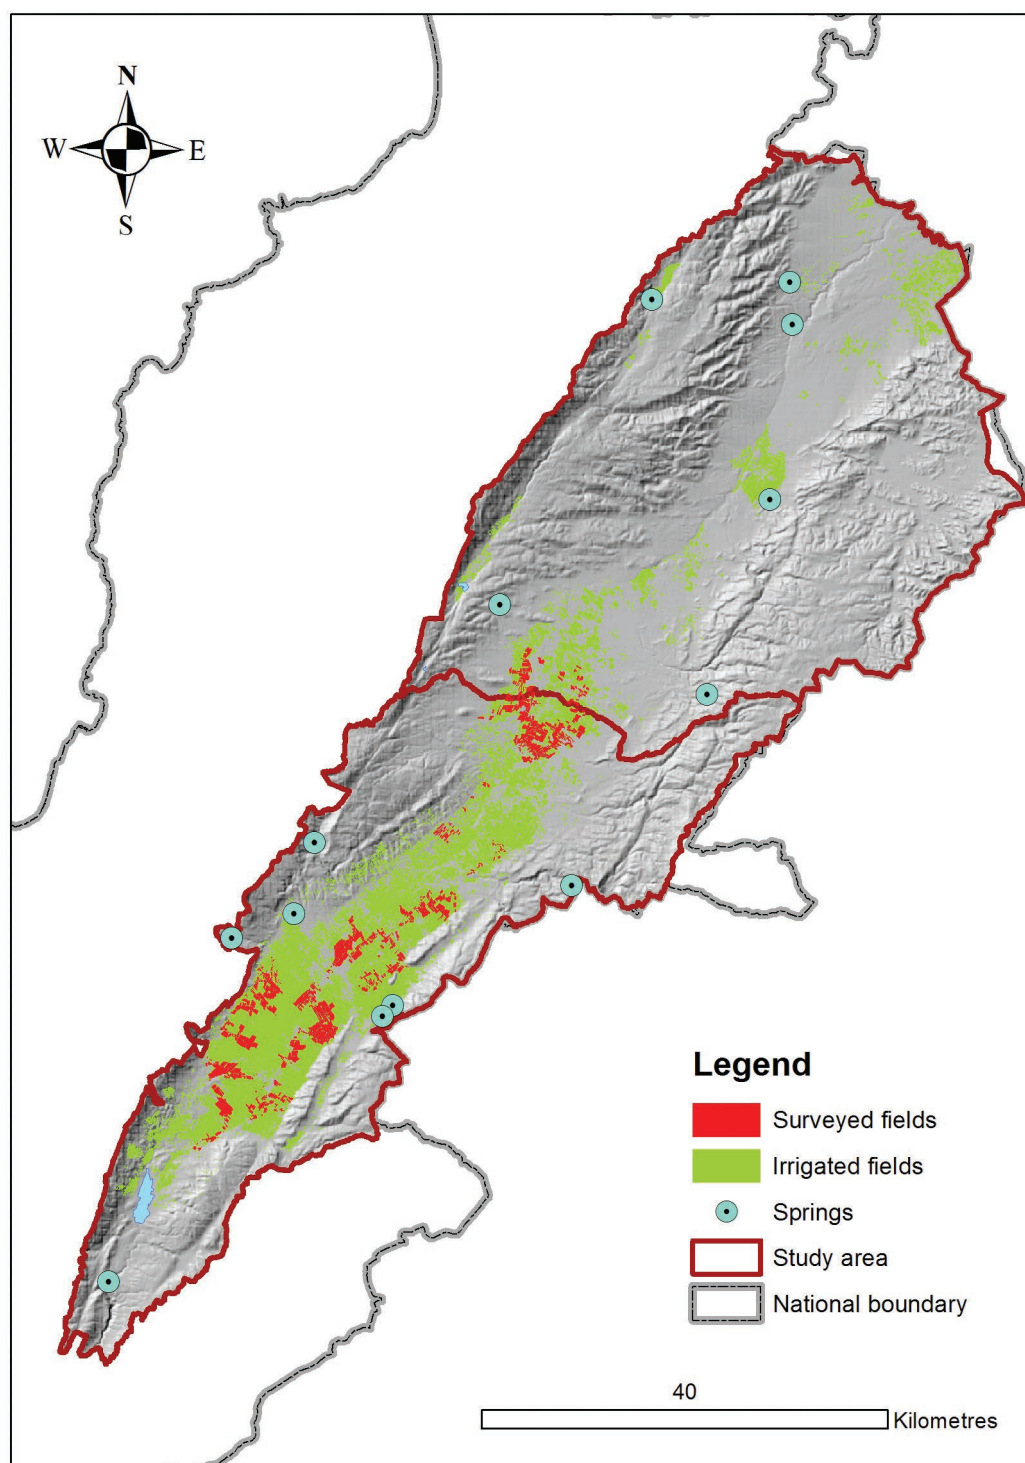 N
W E
S
Legend
Surveyed fields
Irrigated fields
Springs
Study area
National boundary
40
Kilometres